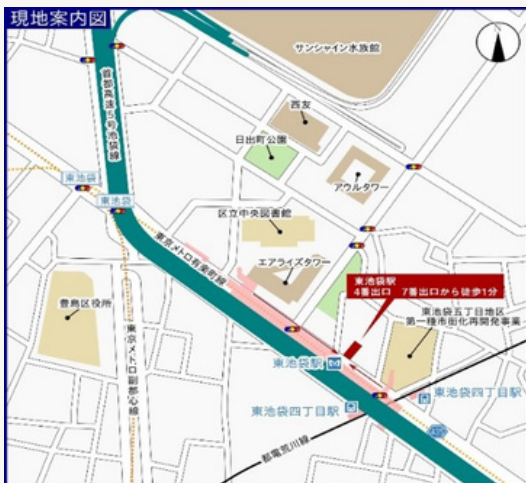 現地案内図
サンシャイン水族館
首都高速5号池袋線
西友
日出町公園
アウルタワー
東池袋
東池袋
区立中央図書館
東京メトロ有楽町線
エアライズタワー
東池袋駅
4番出口 7番出口から徒歩1分
豊島区役所
東池袋五丁目地区
第一種市街化再開発事業
東京メトロ副都心線
東池袋駅
東池袋四丁目駅
東池袋四丁目駅
都電荒川線